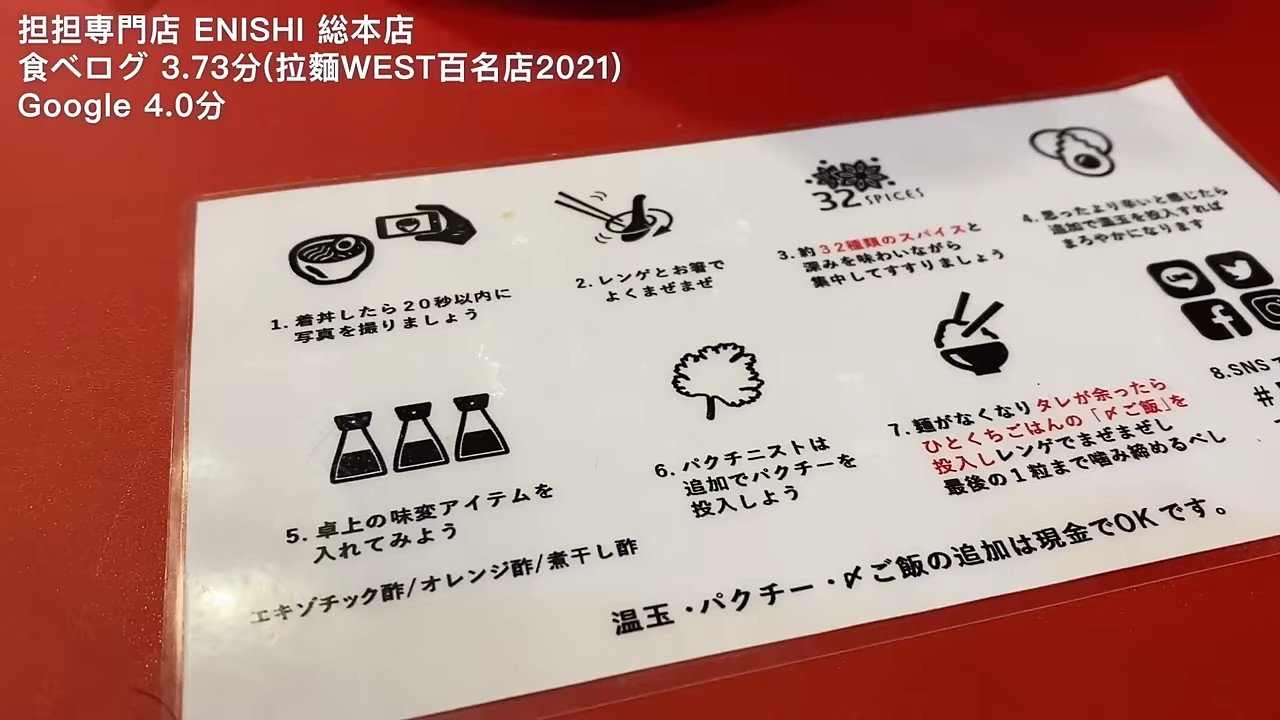 担担専門店 ENISHI 総本店
食べログ 3.73分(拉麵WEST百名店2021)
Google 4.0分
1. 着丼したら20秒以内に
写真を撮りましょう
2. レンゲとお箸で
よくまぜまぜ
32 SPICES
3. 約32種類のスパイスと
深みを味わいながら
集中してすすりましょう
4. 思ったより辛いと感じたら
追加で温玉を投入すれば
まろやかになります
5. 卓上の味変アイテムを
入れてみよう
エキゾチック酢/オレンジ酢/煮干し酢
6. パクチニストは
追加でパクチーを
投入しよう
7. 麺がなくなりタレが余ったら
ひとくちごはんの「〆ご飯」を
投入しレンゲでまぜまぜし
最後の1粒まで噛み締めるべし
8.SNS
#
温玉・パクチー・〆ご飯の追加は現金でOKです。